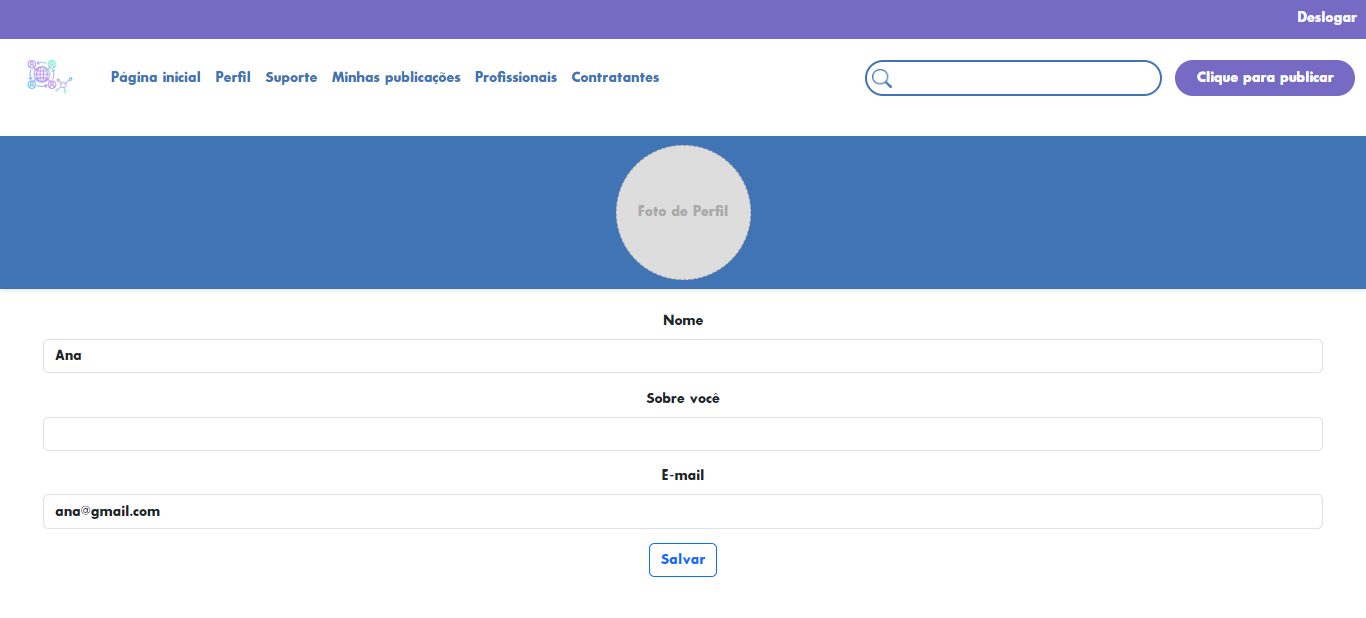 Deslogar
Página inicial Perfil Suporte Minhas publicações Profissionais Contratantes Clique para publicar
Foto de Perfil
Nome
Ana
Sobre você
E-mail
ana@gmail.com
Salvar